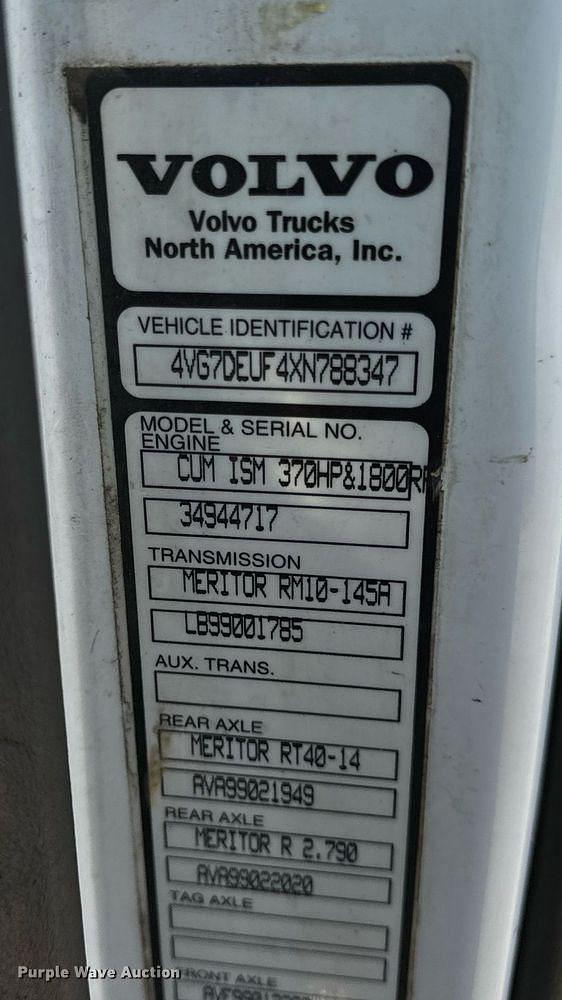 VOLVO
Volvo Trucks
North America, Inc.
VEHICLE IDENTIFICATION #
4VG7DEUF4XN788347
MODEL & SERIAL NO.
ENGINE
CUM ISM 370HP&1800RP
34944717
TRANSMISSION
MERITOR RM10-145A
LB99001785
AUX. TRANS.
REAR AXLE
MERITOR RT40-14
AVA99021949
REAR AXLE
MERITOR R 2.790
AVA99022020
TAG AXLE
FRONT AXLE
Purple Wave Auction